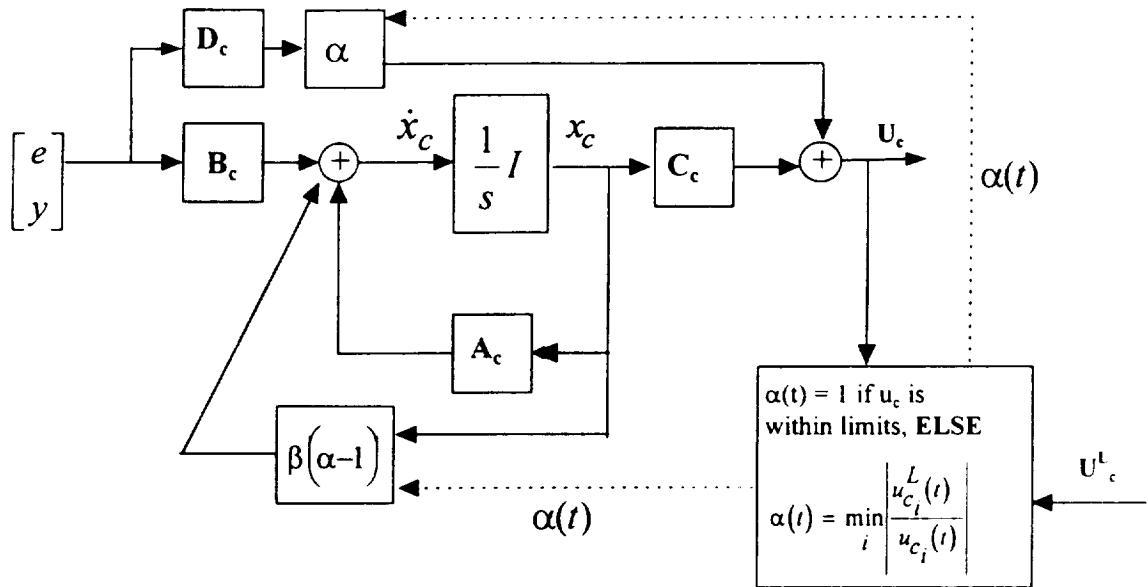 D_c
α
[e y]
B_c
+
ẋ_c
1/s I
x_c
C_c
+
U_c
α(t)
A_c
β(α-1)
α(t)
α(t) = 1 if u_c is
within limits, ELSE
α(t) = min_i |u_{c_i}^L(t) / u_{c_i}(t)|
U^L_c